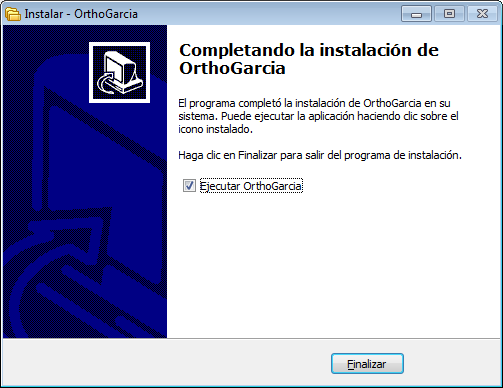 Instalar - OrthoGarcia
Completando la instalación de
OrthoGarcia
El programa completó la instalación de OrthoGarcia en su
sistema. Puede ejecutar la aplicación haciendo clic sobre el
icono instalado.
Haga clic en Finalizar para salir del programa de instalación.
Ejecutar OrthoGarcia
Finalizar